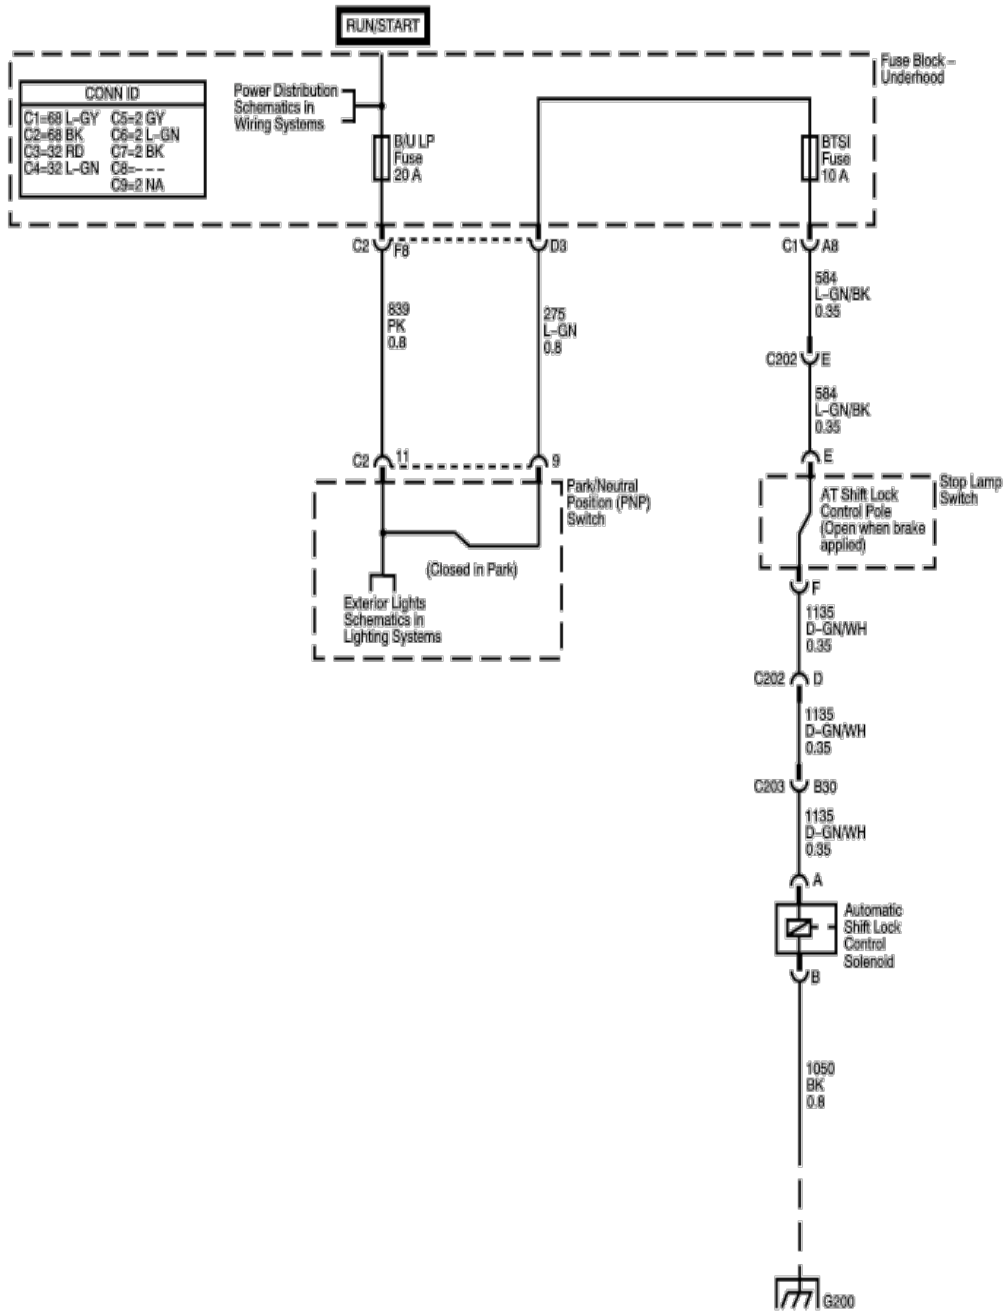 RUN/START
Fuse Block –
Underhood
CONN ID
C1=68 L–GY C5=2 GY
C2=68 BK C6=2 L–GN
C3=32 RD C7=2 BK
C4=32 L–GN C8=– – –
C9=2 NA
Power Distribution
Schematics in
Wiring Systems
B/U LP
Fuse
20 A
BTSI
Fuse
10 A
C2 F8 D3
C1 A8
839
PK
0.8
275
L–GN
0.8
584
L–GN/BK
0.35
C202 E
584
L–GN/BK
0.35
C2 11 9
E
Park/Neutral
Position (PNP)
Switch
(Closed in Park)
Exterior Lights
Schematics in
Lighting Systems
Stop Lamp
Switch
AT Shift Lock
Control Pole
(Open when brake
applied)
F
1135
D–GN/WH
0.35
C202 D
1135
D–GN/WH
0.35
C203 B30
1135
D–GN/WH
0.35
A
Automatic
Shift Lock
Control
Solenoid
B
1050
BK
0.8
G200